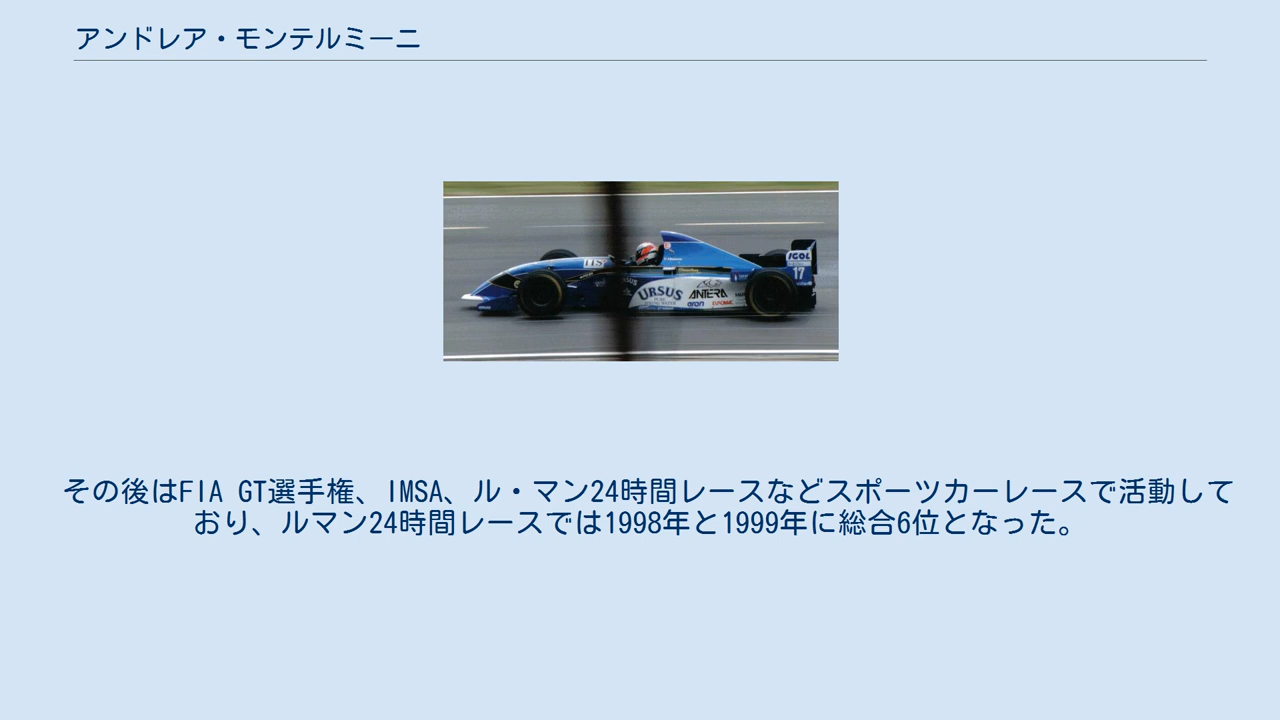 アンドレア・モンテルミーニ
IGOL
17
URSUS
ANTERA
その後はFIA GT選手権、IMSA、ル・マン24時間レースなどスポーツカーレースで活動して
おり、ルマン24時間レースでは1998年と1999年に総合6位となった。